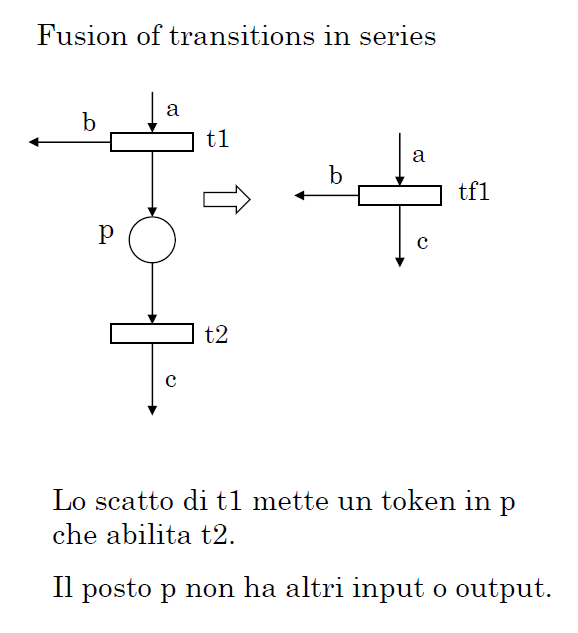 Fusion of transitions in series
a
b
t1
a
b
tf1
p
c
t2
c
Lo scatto di t1 mette un token in p
che abilita t2.
Il posto p non ha altri input o output.